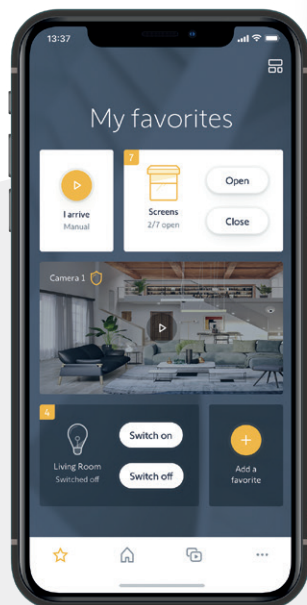 13:37
My favorites
I arrive
Manual
7
Screens
2/7 open
Open
Close
Camera 1
4
Living Room
Switched off
Switch on
Switch off
Add a
favorite